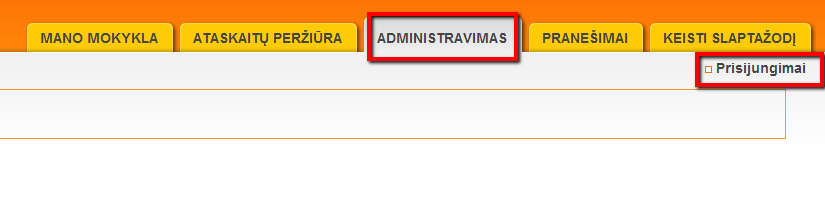 MANO MOKYKLA ATASKAITŲ PERŽIŪRA ADMINISTRAVIMAS PRANEŠIMAI KEISTI SLAPTAŽODĮ
Prisijungimai